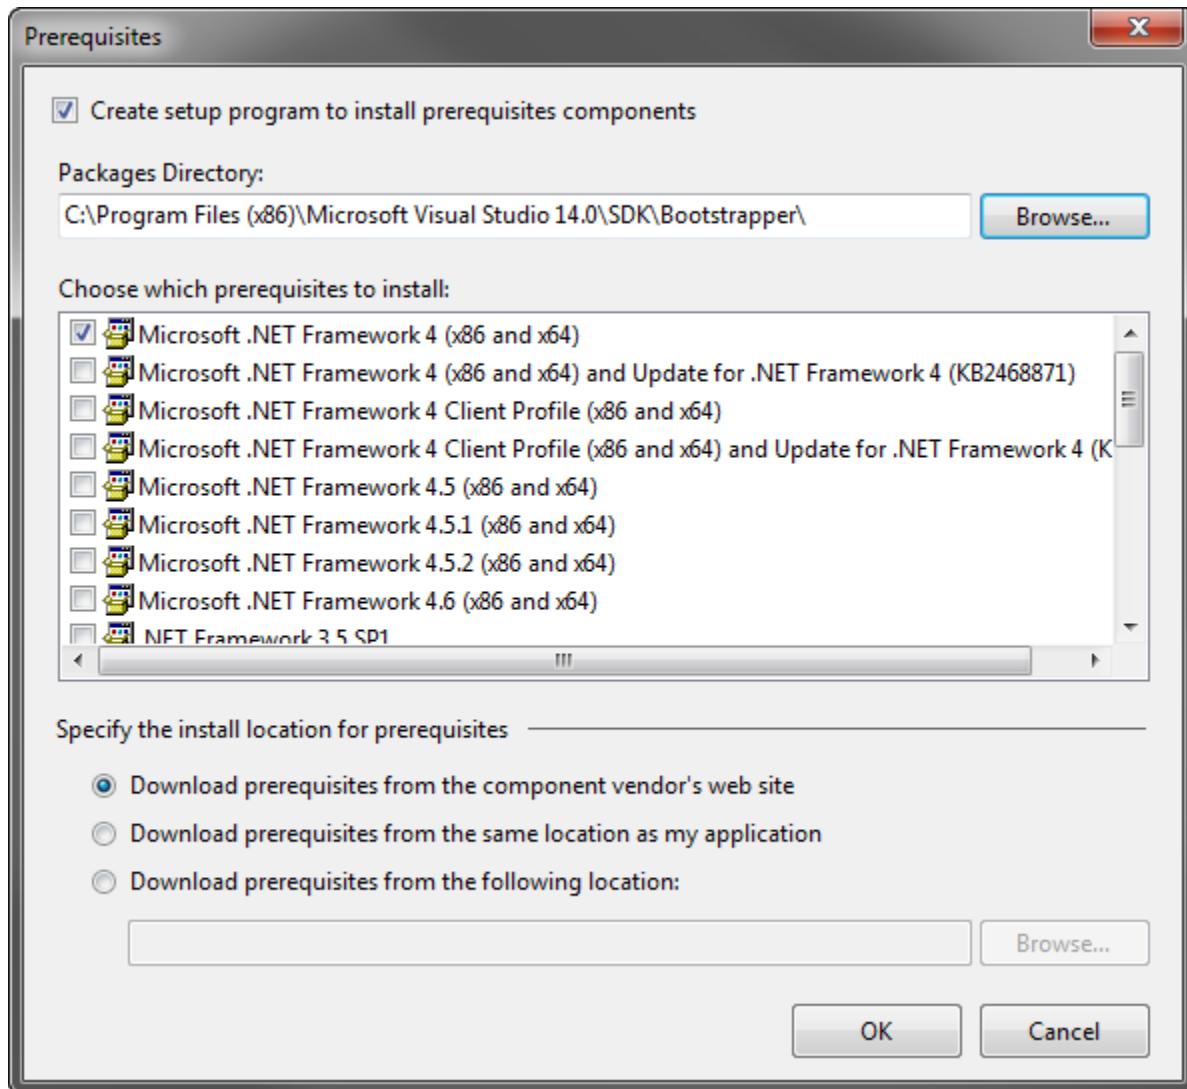 Prerequisites
Create setup program to install prerequisites components
Packages Directory:
C:\Program Files (x86)\Microsoft Visual Studio 14.0\SDK\Bootstrapper\
Browse...
Choose which prerequisites to install:
Microsoft .NET Framework 4 (x86 and x64)
Microsoft .NET Framework 4 (x86 and x64) and Update for .NET Framework 4 (KB2468871)
Microsoft .NET Framework 4 Client Profile (x86 and x64)
Microsoft .NET Framework 4 Client Profile (x86 and x64) and Update for .NET Framework 4 (K
Microsoft .NET Framework 4.5 (x86 and x64)
Microsoft .NET Framework 4.5.1 (x86 and x64)
Microsoft .NET Framework 4.5.2 (x86 and x64)
Microsoft .NET Framework 4.6 (x86 and x64)
.NET Framework 3.5 SP1
Specify the install location for prerequisites
Download prerequisites from the component vendor's web site
Download prerequisites from the same location as my application
Download prerequisites from the following location:
Browse...
OK
Cancel